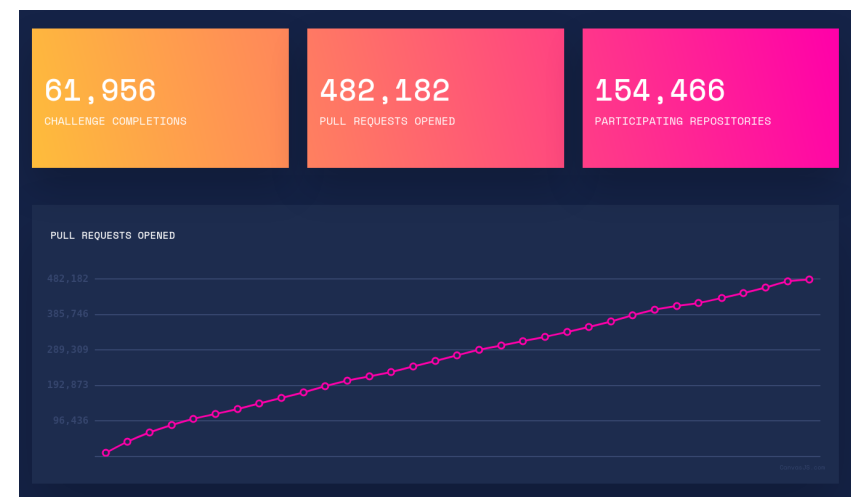 61,956
CHALLENGE COMPLETIONS
482,182
PULL REQUESTS OPENED
154,466
PARTICIPATING REPOSITORIES
PULL REQUESTS OPENED
482,182
385,746
289,309
192,873
96,436